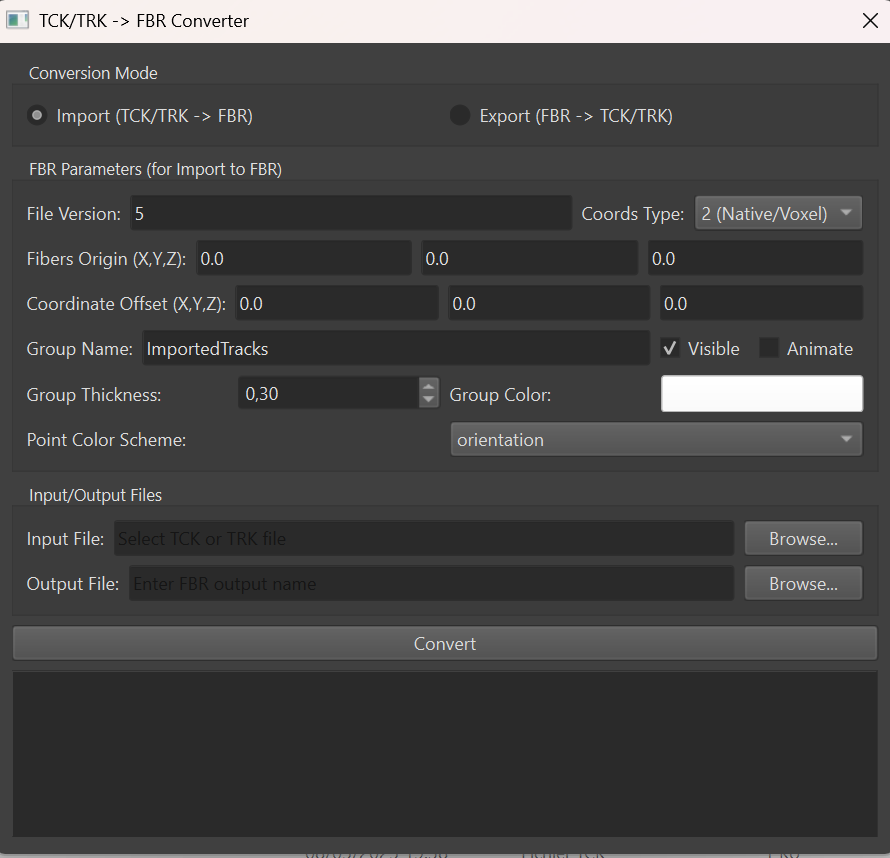 TCK/TRK -> FBR Converter
Conversion Mode
Import (TCK/TRK -> FBR) Export (FBR -> TCK/TRK)
FBR Parameters (for Import to FBR)
File Version: 5 Coords Type: 2 (Native/Voxel)
Fibers Origin (X,Y,Z): 0.0 0.0 0.0
Coordinate Offset (X,Y,Z): 0.0 0.0 0.0
Group Name: ImportedTracks Visible Animate
Group Thickness: 0,30 Group Color:
Point Color Scheme: orientation
Input/Output Files
Input File: Select TCK or TRK file Browse...
Output File: Enter FBR output name Browse...
Convert